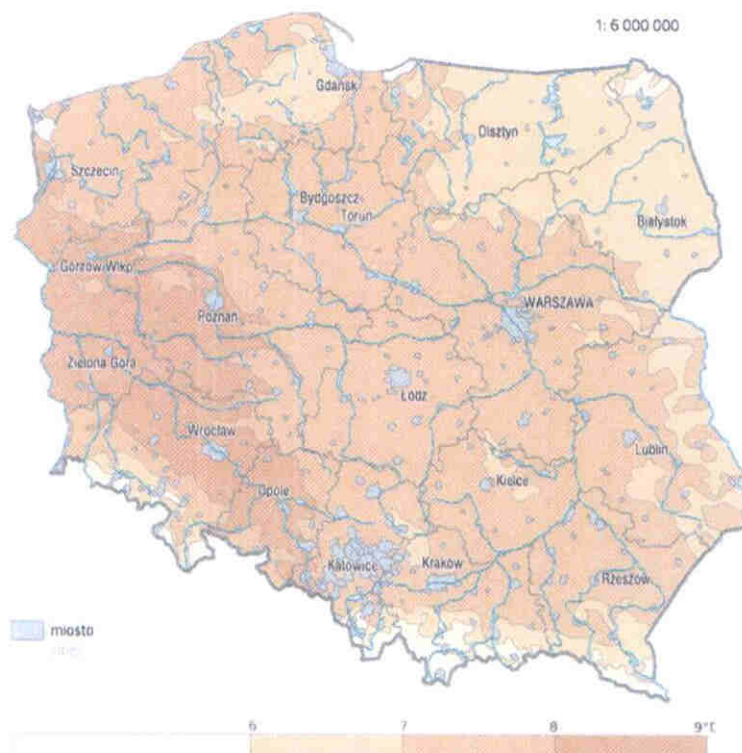 1: 6 000 000
Gdańsk
Olsztyn
Szczecin
Bydgoszcz
Toruń
Białystok
Gorzów Wlkp.
WARSZAWA
Poznań
Zielona Góra
Łódź
Wrocław
Lublin
Opole
Kielce
Katowice
Kraków
Rzeszów
miasto
6
7
8
9°C